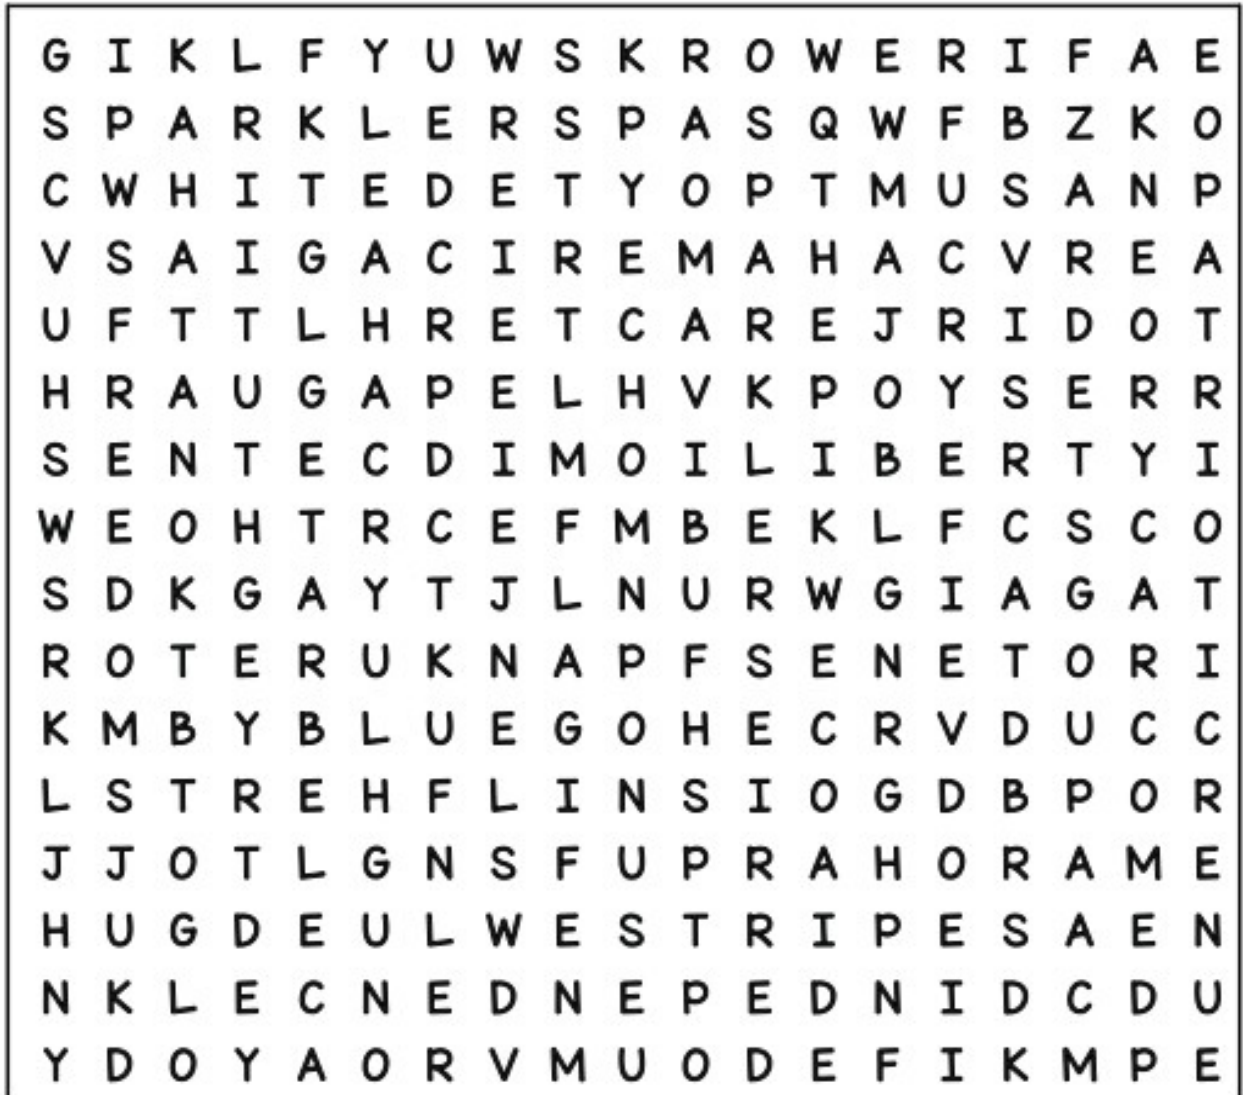 G I K L F Y U W S K R O W E R I F A E
S P A R K L E R S P A S Q W F B Z K O
C W H I T E D E T Y O P T M U S A N P
V S A I G A C I R E M A H A C V R E A
U F T T L H R E T C A R E J R I D O T
H R A U G A P E L H V K P O Y S E R R
S E N T E C D I M O I L I B E R T Y I
W E O H T R C E F M B E K L F C S C O
S D K G A Y T J L N U R W G I A G A T
R O T E R U K N A P F S E N E T O R I
K M B Y B L U E G O H E C R V D U C C
L S T R E H F L I N S I O G D B P O R
J J O T L G N S F U P R A H O R A M E
H U G D E U L W E S T R I P E S A E N
N K L E C N E D N E P E D N I D C D U
Y D O Y A O R V M U O D E F I K M P E